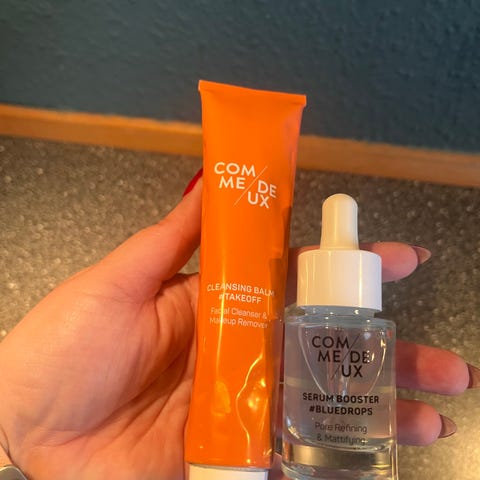 COM
ME/DE
UX
CLEANSING BALM
#TAKEOFF
Facial Cleanser &
Makeup Remover
COM
ME/DE
UX
SERUM BOOSTER
#BLUEDROPS
Pore Refining
& Mattifying